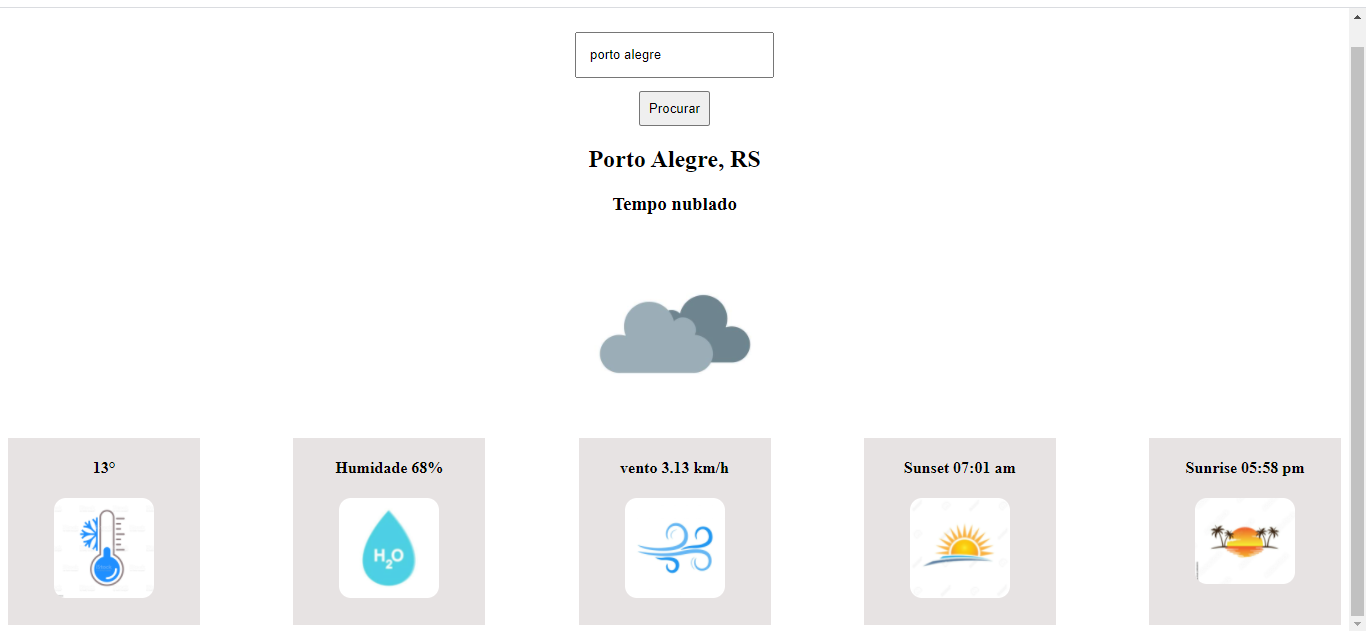 porto alegre
Procurar
Porto Alegre, RS
Tempo nublado
13°
Humidade 68%
vento 3.13 km/h
Sunset 07:01 am
Sunrise 05:58 pm
H2O